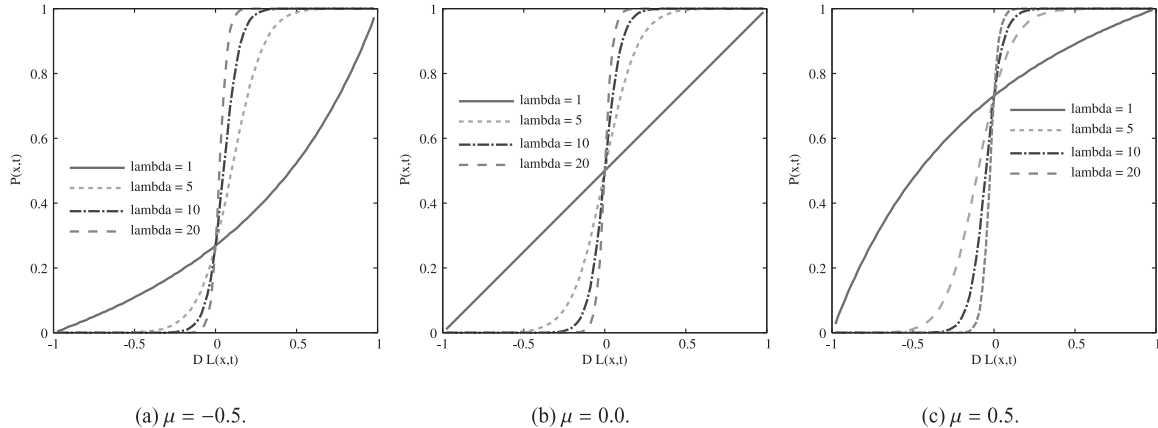 1
0.8
0.6
0.4
0.2
0
P(x,t)
lambda = 1
lambda = 5
lambda = 10
lambda = 20
-1
-0.5
0
0.5
1
D L(x,t)
(a) μ = −0.5.
1
0.8
0.6
0.4
0.2
0
P(x,t)
lambda = 1
lambda = 5
lambda = 10
lambda = 20
-1
-0.5
0
0.5
1
D L(x,t)
(b) μ = 0.0.
1
0.8
0.6
0.4
0.2
0
P(x,t)
lambda = 1
lambda = 5
lambda = 10
lambda = 20
-1
-0.5
0
0.5
1
D L(x,t)
(c) μ = 0.5.